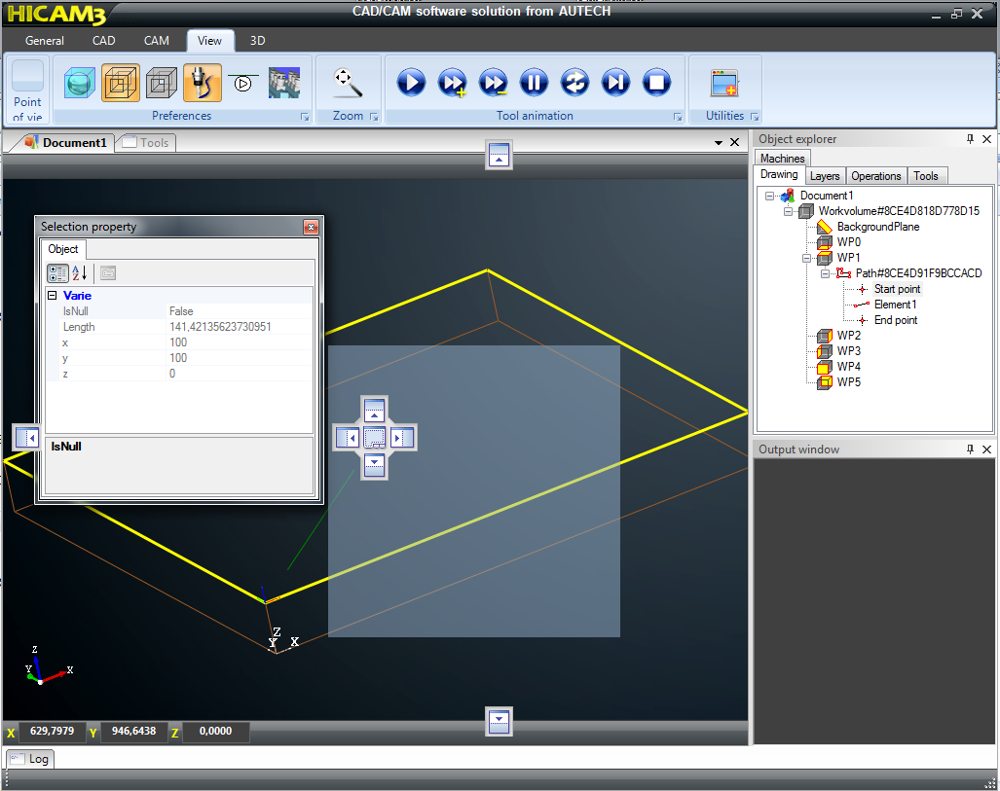 HICAM3
CAD/CAM software solution from AUTECH
General CAD CAM View 3D
Point
of vie
Preferences Zoom Tool animation Utilities
Document1 Tools
Object explorer
Machines
Drawing Layers Operations Tools
Document1
Workvolume#8CE4D818D778D15
BackgroundPlane
WP0
WP1
Path#8CE4D91F9BCCACD
Start point
Element1
End point
WP2
WP3
WP4
WP5
Selection property
Object
A
Z
Varie
IsNull False
Length 141,42135623730951
x 100
y 100
z 0
IsNull
Output window
Z
Y X
Z
Y X
X 629,7979 Y 946,6438 Z 0,0000
Log